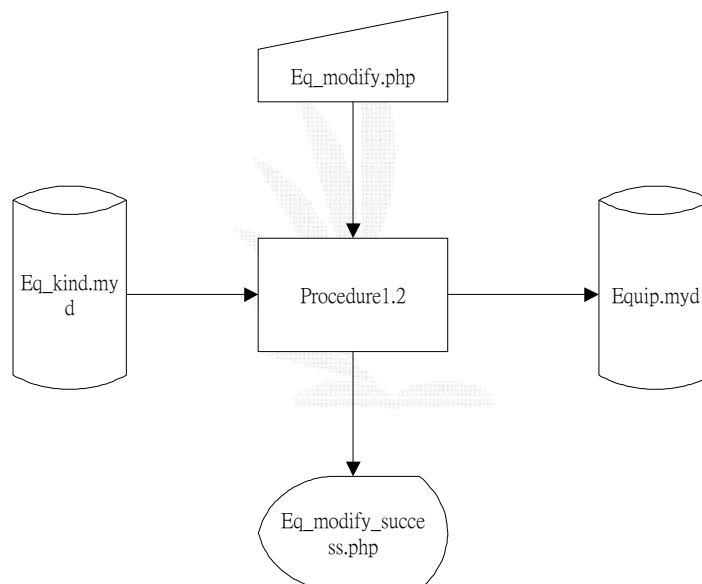 Eq_modify.php
Eq_kind.my
d
Procedure1.2
Equip.myd
Eq_modify_succe
ss.php